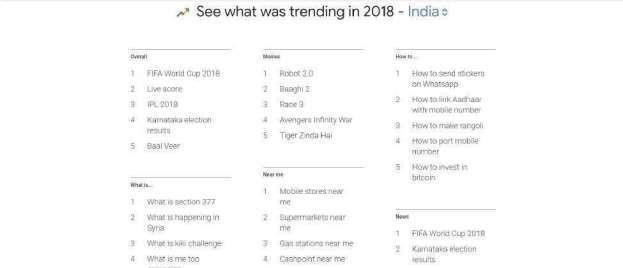 See what was trending in 2018 - India
Overall
1 FIFA World Cup 2018
2 Live score
3 IPL 2018
4 Karnataka election
results
5 Baal Veer
What is...
1 What is section 377
2 What is happening in
Syria
3 What is kiki challenge
4 What is me too
Movies
1 Robot 2.0
2 Baaghi 2
3 Race 3
4 Avengers Infinity War
5 Tiger Zinda Hai
Near me
1 Mobile stores near
me
2 Supermarkets near
me
3 Gas stations near me
4 Cashpoint near me
How to...
1 How to send stickers
on Whatsapp
2 How to link Aadhaar
with mobile number
3 How to make rangoli
4 How to port mobile
number
5 How to invest in
bitcoin
News
1 FIFA World Cup 2018
2 Karnataka election
results